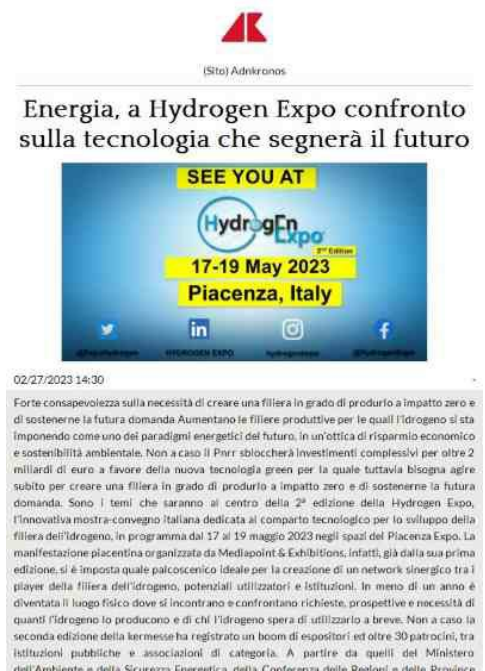 (Sito) Adnkronos
Energia, a Hydrogen Expo confronto
sulla tecnologia che segnerà il futuro
SEE YOU AT
HydrogEn
Expo
2nd Edition
17-19 May 2023
Piacenza, Italy
HYDROGEN EXPO
hydrogenexpo
02/27/2023 14:30
Forte consapevolezza sulla necessità di creare una filiera in grado di produrlo a impatto zero e
di sostenerne la futura domanda Aumentano le filiere produttive per le quali l'idrogeno si sta
imponendo come uno dei paradigmi energetici del futuro, in un'ottica di risparmio economico
e sostenibilità ambientale. Non a caso il Pnrr sbloccherà investimenti complessivi per oltre 2
miliardi di euro a favore della nuova tecnologia green per la quale tuttavia bisogna agire
subito per creare una filiera in grado di produrlo a impatto zero e di sostenerne la futura
domanda. Sono i temi che saranno al centro della 2ª edizione della Hydrogen Expo,
l'innovativa mostra-convegno italiana dedicata al comparto tecnologico per lo sviluppo della
filiera dell'idrogeno, in programma dal 17 al 19 maggio 2023 negli spazi del Piacenza Expo. La
manifestazione piacentina organizzata da Mediapoint & Exhibitions, infatti, già dalla sua prima
edizione, si è imposta quale palcoscenico ideale per la creazione di un network sinergico tra i
player della filiera dell'idrogeno, potenziali utilizzatori e istituzioni. In meno di un anno è
diventata il luogo fisico dove si incontrano e confrontano richieste, prospettive e necessità di
quanti l'idrogeno lo producono e di chi l'idrogeno spera di utilizzarlo a breve. Non a caso la
seconda edizione della kermesse ha registrato un boom di espositori ed oltre 30 patrocini, tra
istituzioni pubbliche e associazioni di categoria. A partire da quelli del Ministero
dell'Ambiente e della Sicurezza Energetica, della Conferenza delle Regioni e delle Province